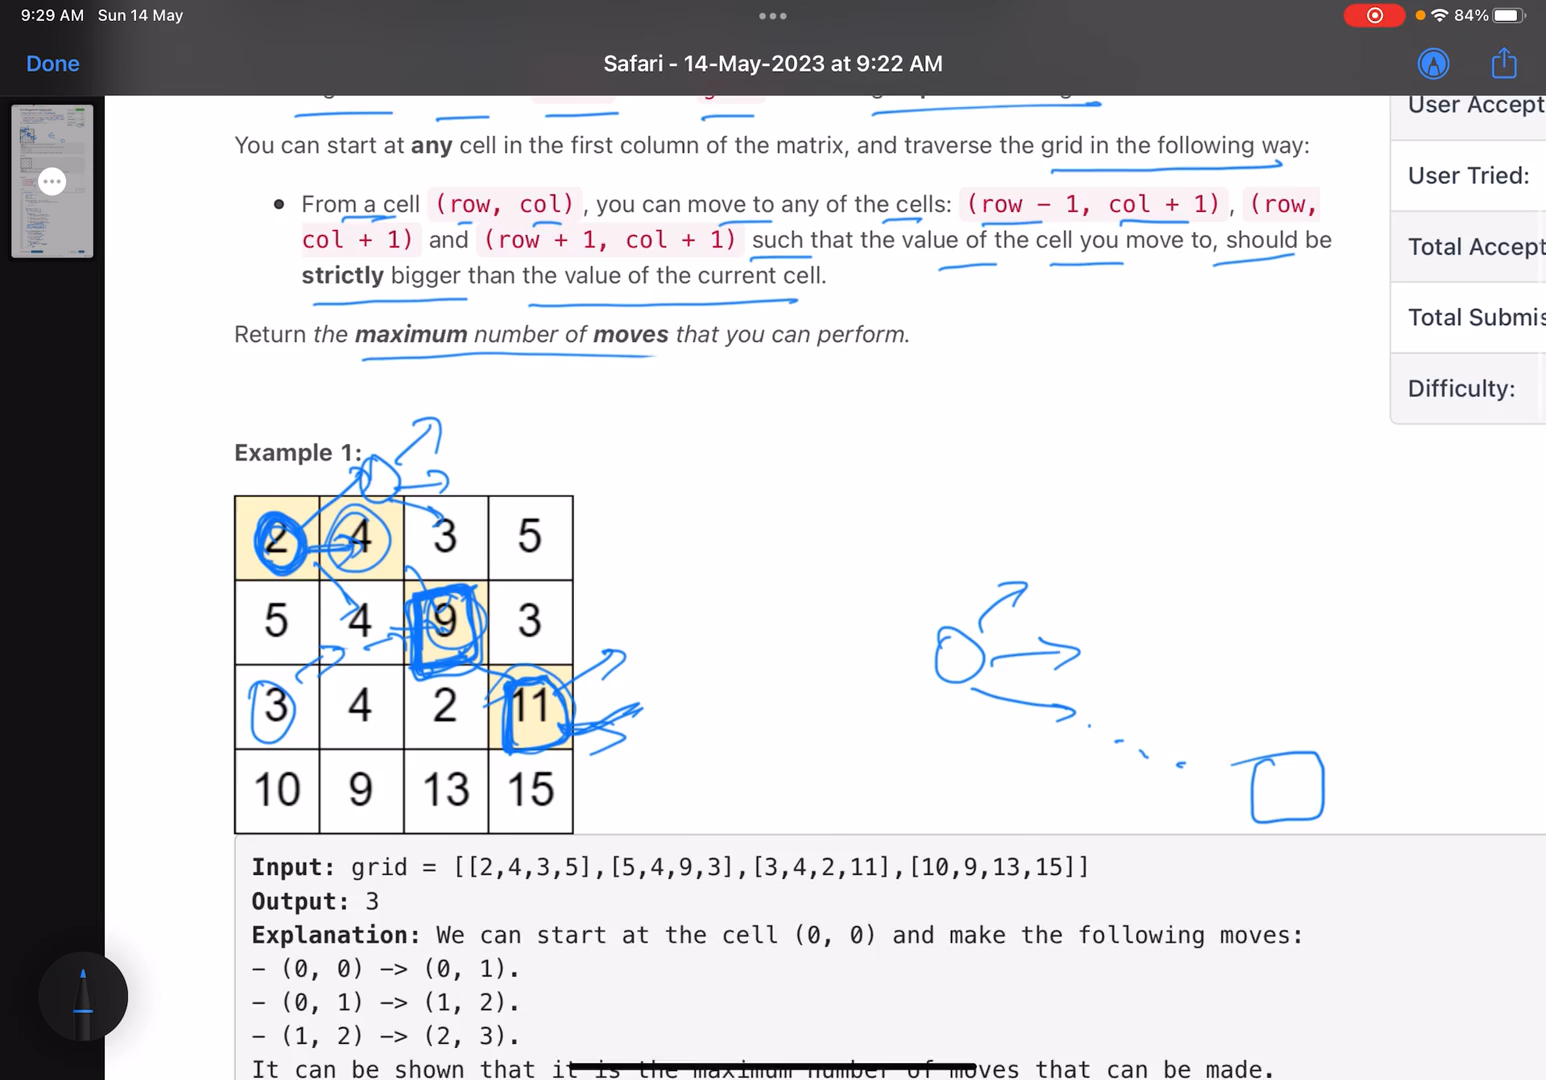 9:29 AM Sun 14 May
84%
Done
Safari - 14-May-2023 at 9:22 AM
User Accept
You can start at any cell in the first column of the matrix, and traverse the grid in the following way:
User Tried:
From a cell (row, col), you can move to any of the cells: (row - 1, col + 1), (row,
col + 1) and (row + 1, col + 1) such that the value of the cell you move to, should be
Total Accept
strictly bigger than the value of the current cell.
Total Submis
Return the maximum number of moves that you can perform.
Difficulty:
Example 1:
2 4 3 5
5 4 9 3
3 4 2 11
10 9 13 15
Input: grid = [[2,4,3,5],[5,4,9,3],[3,4,2,11],[10,9,13,15]]
Output: 3
Explanation: We can start at the cell (0, 0) and make the following moves:
- (0, 0) -> (0, 1).
- (0, 1) -> (1, 2).
- (1, 2) -> (2, 3).
It can be shown that it is the maximum number of moves that can be made.